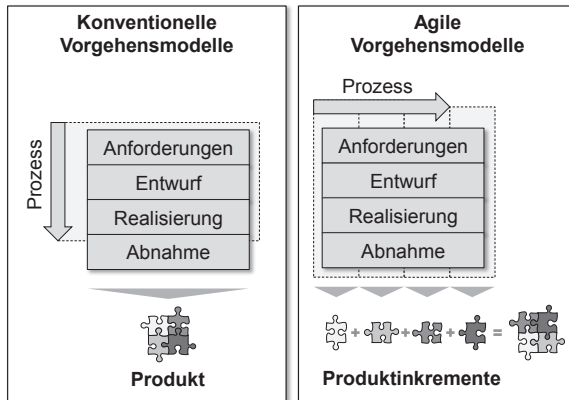 Konventionelle
Vorgehensmodelle
Prozess
Anforderungen
Entwurf
Realisierung
Abnahme
Produkt
Agile
Vorgehensmodelle
Prozess
Anforderungen
Entwurf
Realisierung
Abnahme
+ + + =
Produktinkremente